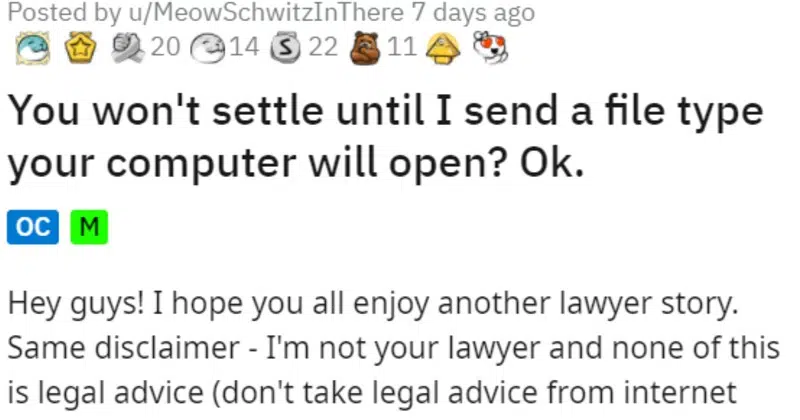 Posted by u/MeowSchwitzInThere 7 days ago
20 14 S 22 11
You won't settle until I send a file type
your computer will open? Ok.
OC M
Hey guys! I hope you all enjoy another lawyer story.
Same disclaimer - I'm not your lawyer and none of this
is legal advice (don't take legal advice from internet